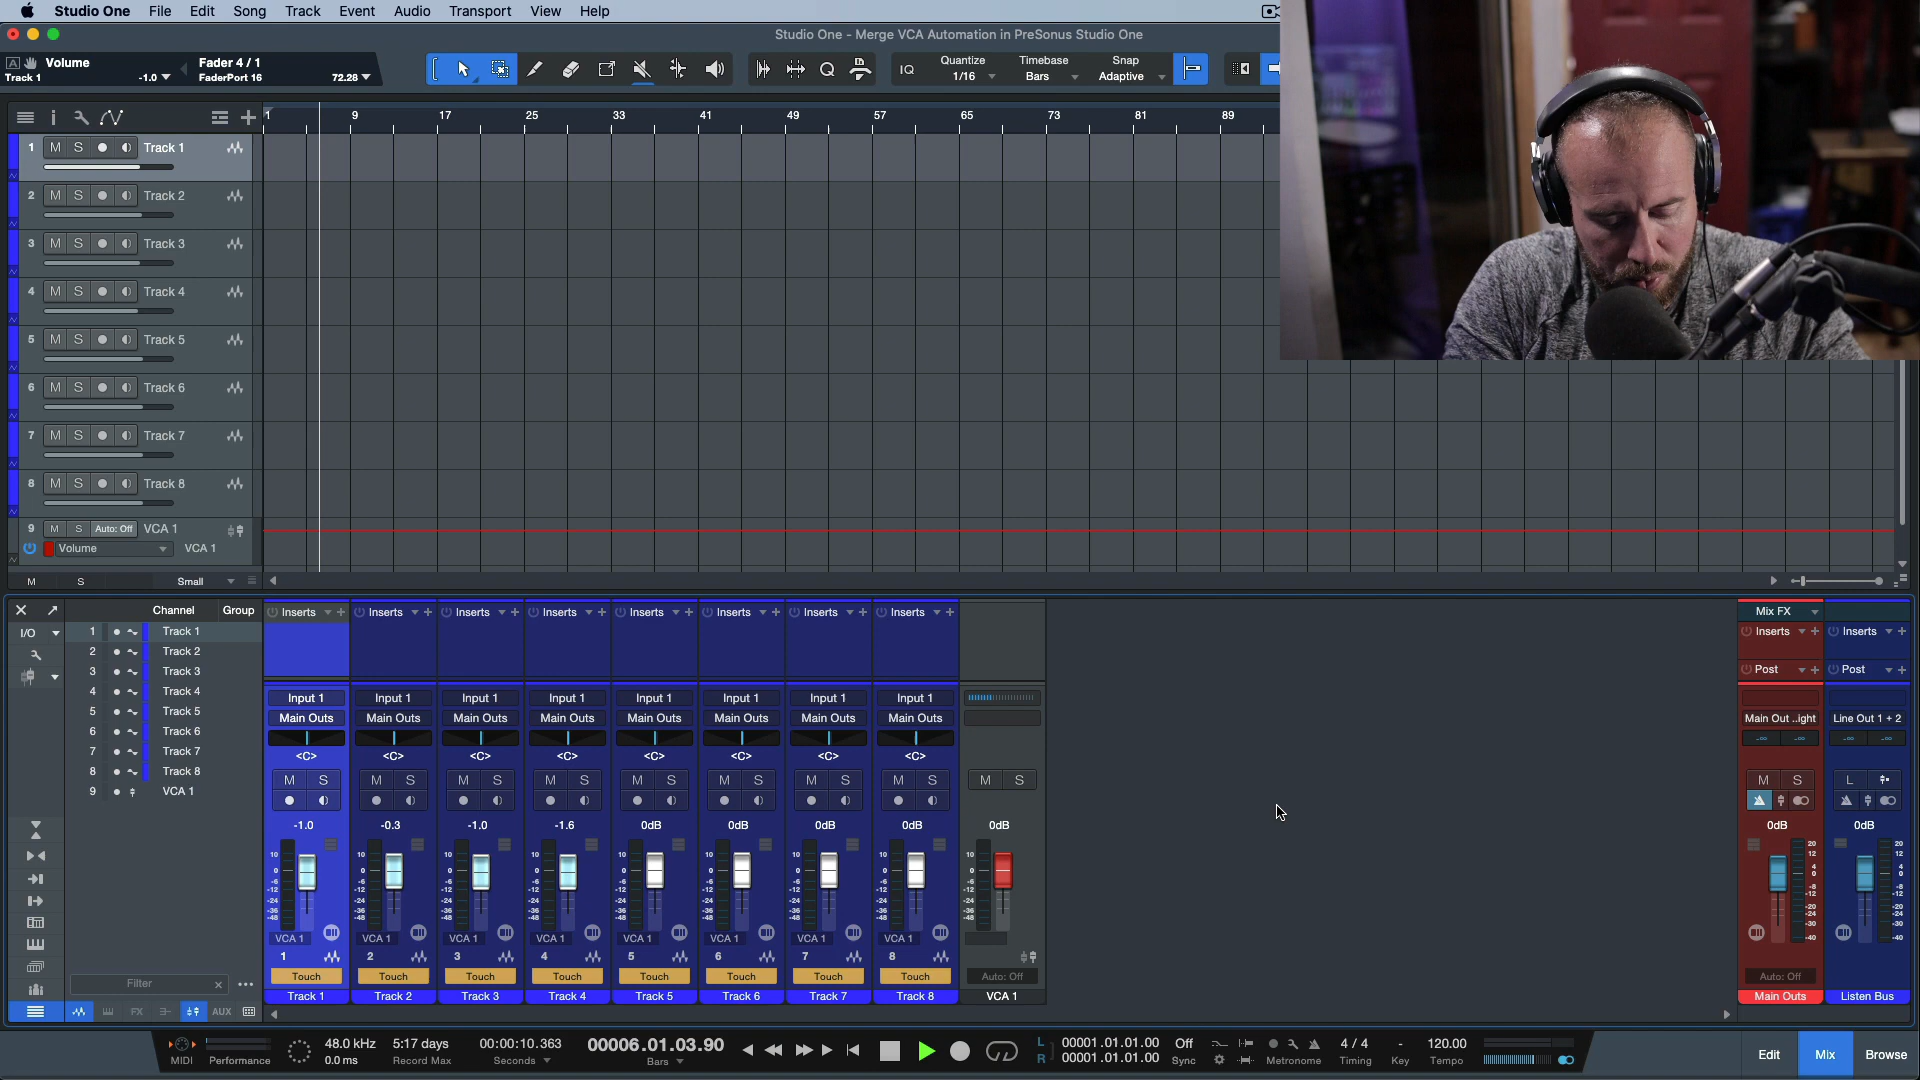 Studio One File Edit Song Track Event Audio Transport View Help
Studio One - Merge VCA Automation in PreSonus Studio One
Volume Fader 4 / 1
Track 1 -1.0 FaderPort 16 72.28
IQ Quantize 1/16 Timebase Bars Snap Adaptive
1 9 17 25 33 41 49 57 65 73 81 89
1 M S Track 1
2 M S Track 2
3 M S Track 3
4 M S Track 4
5 M S Track 5
6 M S Track 6
7 M S Track 7
8 M S Track 8
9 M S Auto: Off VCA 1
Volume VCA 1
M S Small
Channel Group
I/O
1 Track 1
2 Track 2
3 Track 3
4 Track 4
5 Track 5
6 Track 6
7 Track 7
8 Track 8
9 VCA 1
Filter
FX AUX
Inserts Inserts Inserts Inserts Inserts Inserts Inserts Inserts
Input 1 Input 1 Input 1 Input 1 Input 1 Input 1 Input 1 Input 1
Main Outs Main Outs Main Outs Main Outs Main Outs Main Outs Main Outs Main Outs
<C> <C> <C> <C> <C> <C> <C> <C>
M S M S M S M S M S M S M S M S M S
-1.0 -0.3 -1.0 -1.6 0dB 0dB 0dB 0dB 0dB
VCA 1 VCA 1 VCA 1 VCA 1 VCA 1 VCA 1 VCA 1 VCA 1
1 2 3 4 5 6 7 8
Touch Touch Touch Touch Touch Touch Touch Touch Auto: Off
Track 1 Track 2 Track 3 Track 4 Track 5 Track 6 Track 7 Track 8 VCA 1
Mix FX
Inserts Inserts
Post Post
Main Out ..ight Line Out 1 + 2
-∞ -∞ -∞ -∞
M S L
0dB 0dB
Auto: Off
Main Outs Listen Bus
MIDI Performance
48.0 kHz 5:17 days 00:00:10.363 00006.01.03.90
0.0 ms Record Max Seconds Bars
L 00001.01.01.00 Off
R 00001.01.01.00 Sync
Metronome
4 / 4 - 120.00
Timing Key Tempo
Edit Mix Browse